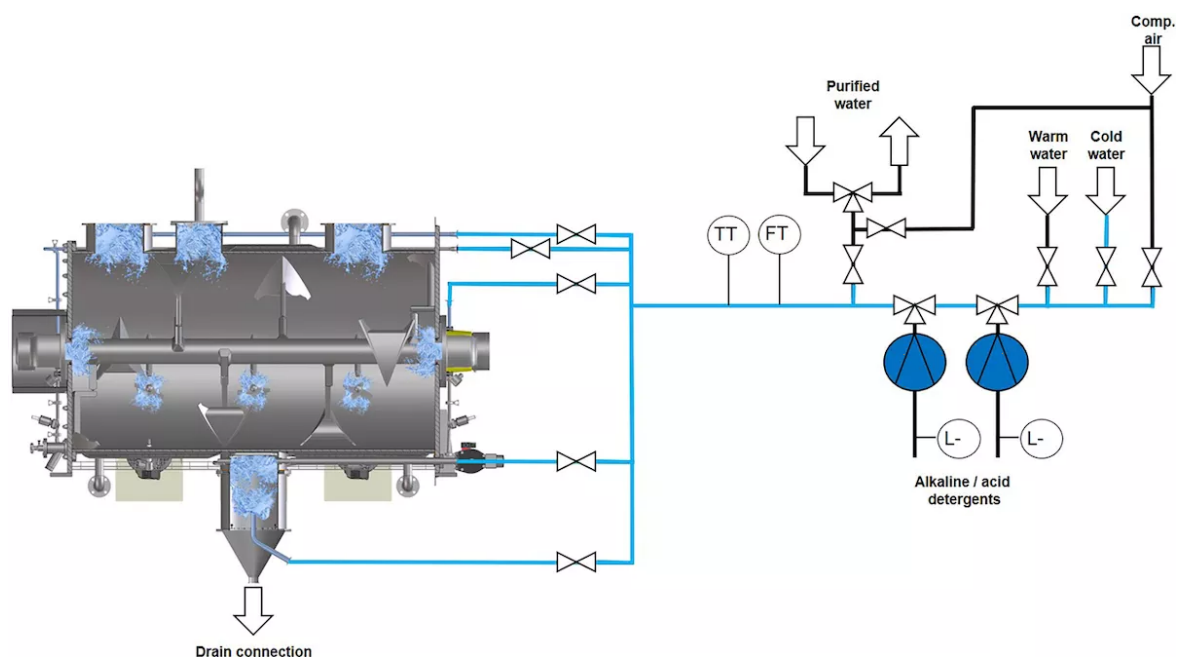 Comp.
air
Purified
water
Warm
water
Cold
water
TT
FT
L-
L-
Alkaline / acid
detergents
Drain connection